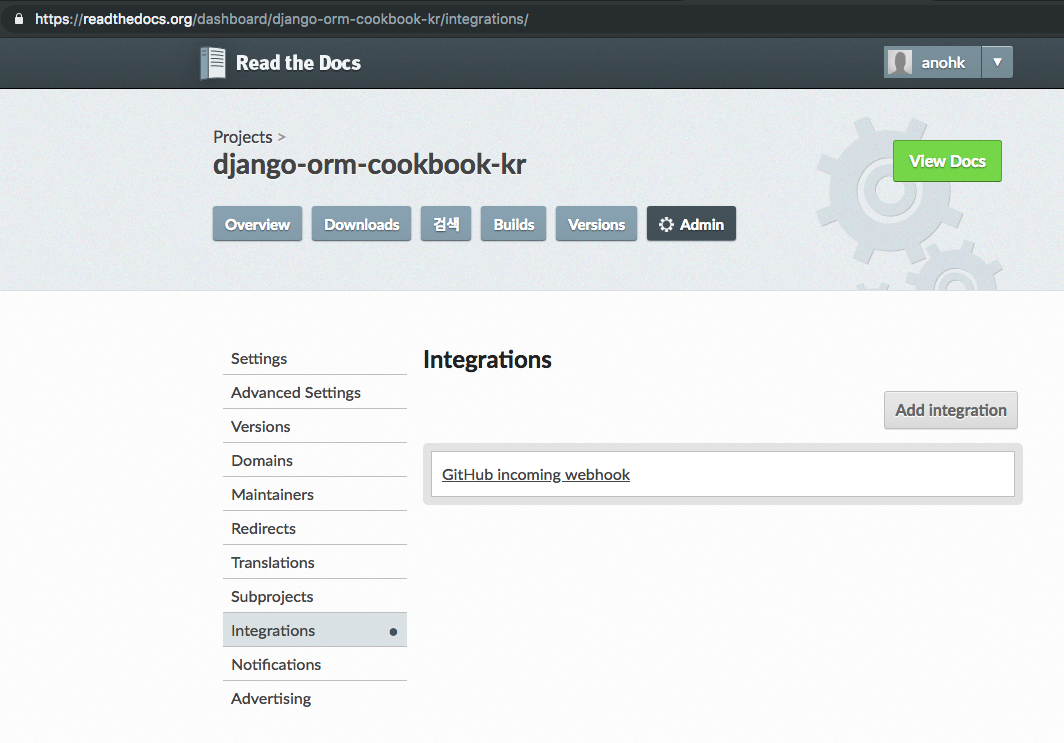 https://readthedocs.org/dashboard/django-orm-cookbook-kr/integrations/
Read the Docs
anohk
Projects >
django-orm-cookbook-kr
View Docs
Overview Downloads 검색 Builds Versions Admin
Settings
Advanced Settings
Versions
Domains
Maintainers
Redirects
Translations
Subprojects
Integrations
Notifications
Advertising
Integrations
Add integration
GitHub incoming webhook